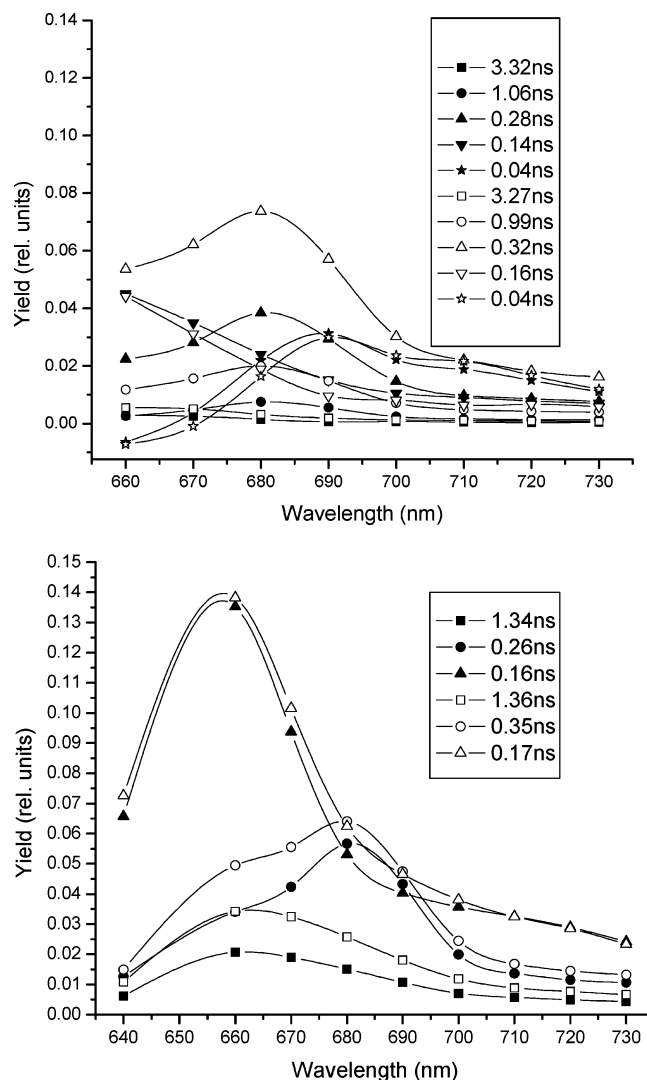 0.14
0.12
0.10
0.08
0.06
0.04
0.02
0.00
Yield (rel. units)
660 670 680 690 700 710 720 730
Wavelength (nm)
3.32ns
1.06ns
0.28ns
0.14ns
0.04ns
3.27ns
0.99ns
0.32ns
0.16ns
0.04ns
0.15
0.14
0.13
0.12
0.11
0.10
0.09
0.08
0.07
0.06
0.05
0.04
0.03
0.02
0.01
0.00
Yield (rel. units)
640 650 660 670 680 690 700 710 720 730
Wavelength (nm)
1.34ns
0.26ns
0.16ns
1.36ns
0.35ns
0.17ns